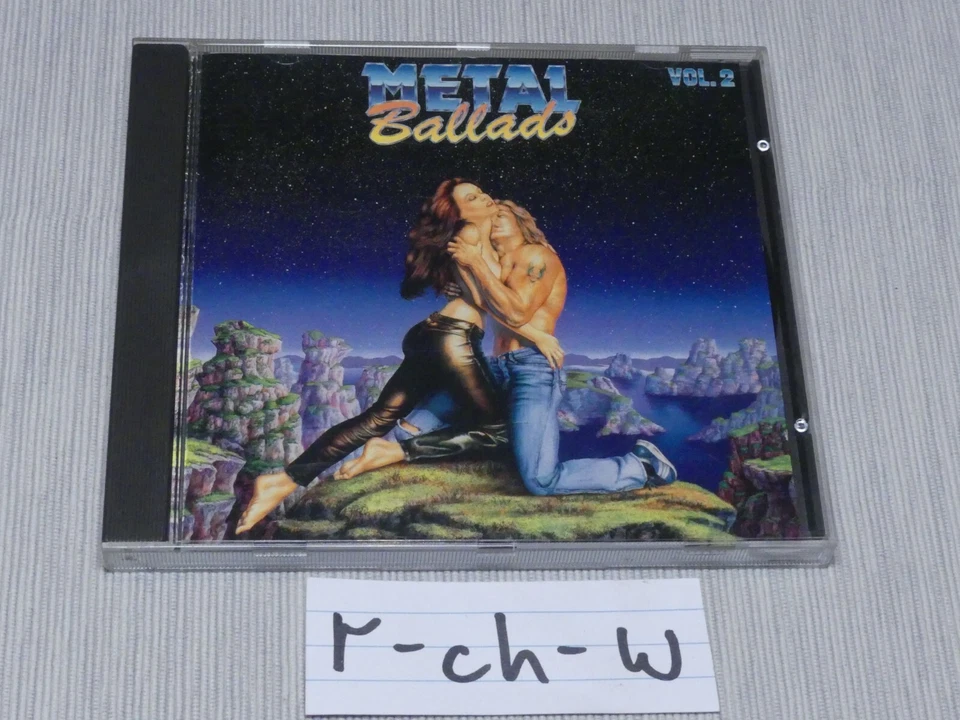 METAL
Ballads
VOL. 2
r-ch-w